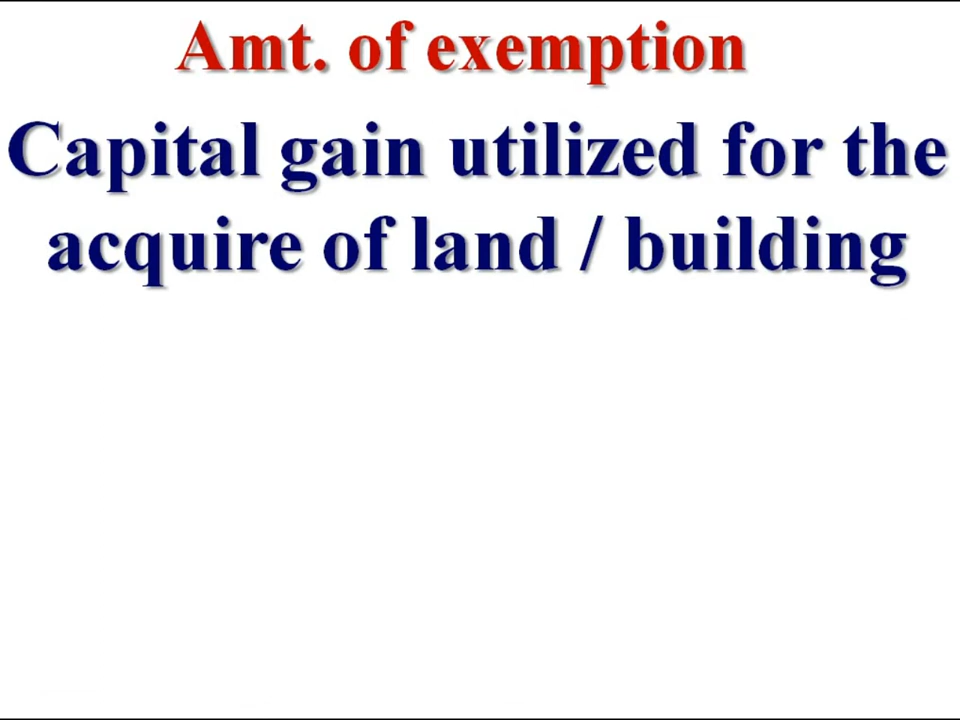 Amt. of exemption
Capital gain utilized for the
acquire of land / building